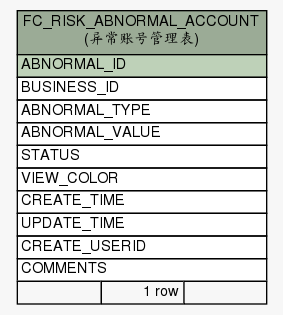 FC_RISK_ABNORMAL_ACCOUNT
(异常账号管理表)
ABNORMAL_ID
BUSINESS_ID
ABNORMAL_TYPE
ABNORMAL_VALUE
STATUS
VIEW_COLOR
CREATE_TIME
UPDATE_TIME
CREATE_USERID
COMMENTS
1 row